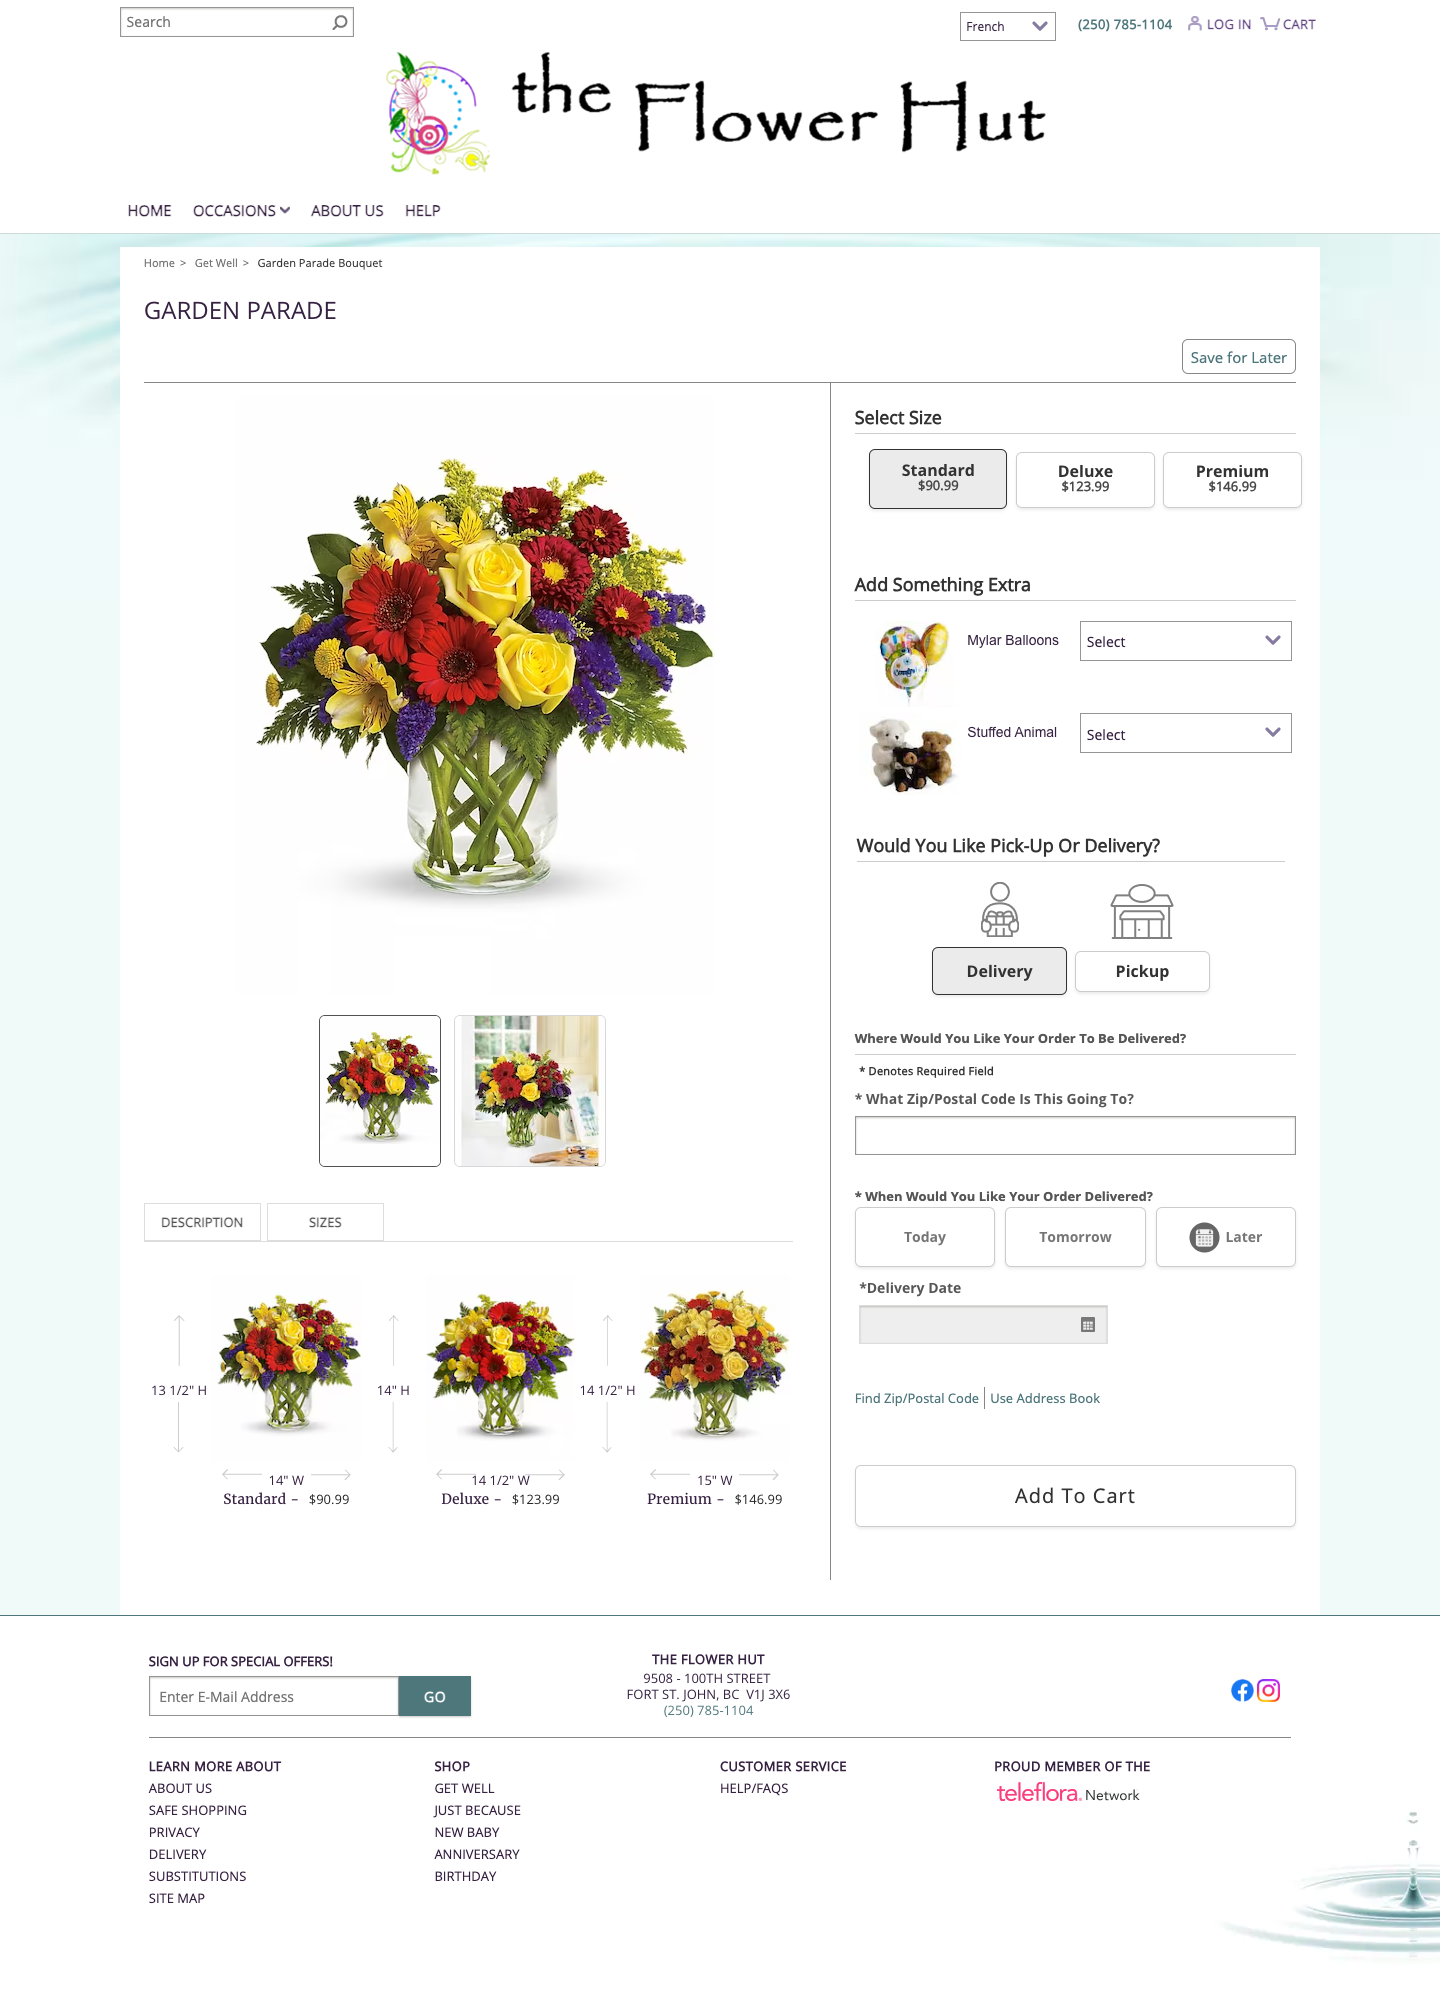 Search
French
(250) 785-1104
LOG IN
CART
the Flower Hut
HOME
OCCASIONS
ABOUT US
HELP
Home > Get Well > Garden Parade Bouquet
GARDEN PARADE
Save for Later
Select Size
Standard
$90.99
Deluxe
$123.99
Premium
$146.99
Add Something Extra
Mylar Balloons
Select
Stuffed Animal
Select
Would You Like Pick-Up Or Delivery?
Delivery
Pickup
Where Would You Like Your Order To Be Delivered?
* Denotes Required Field
* What Zip/Postal Code Is This Going To?
* When Would You Like Your Order Delivered?
Today
Tomorrow
Later
*Delivery Date
Find Zip/Postal Code
Use Address Book
Add To Cart
DESCRIPTION
SIZES
13 1/2" H
14" W
Standard - $90.99
14" H
14 1/2" W
Deluxe - $123.99
14 1/2" H
15" W
Premium - $146.99
SIGN UP FOR SPECIAL OFFERS!
Enter E-Mail Address
GO
THE FLOWER HUT
9508 - 100TH STREET
FORT ST. JOHN, BC V1J 3X6
(250) 785-1104
LEARN MORE ABOUT
ABOUT US
SAFE SHOPPING
PRIVACY
DELIVERY
SUBSTITUTIONS
SITE MAP
SHOP
GET WELL
JUST BECAUSE
NEW BABY
ANNIVERSARY
BIRTHDAY
CUSTOMER SERVICE
HELP/FAQS
PROUD MEMBER OF THE
teleflora. Network